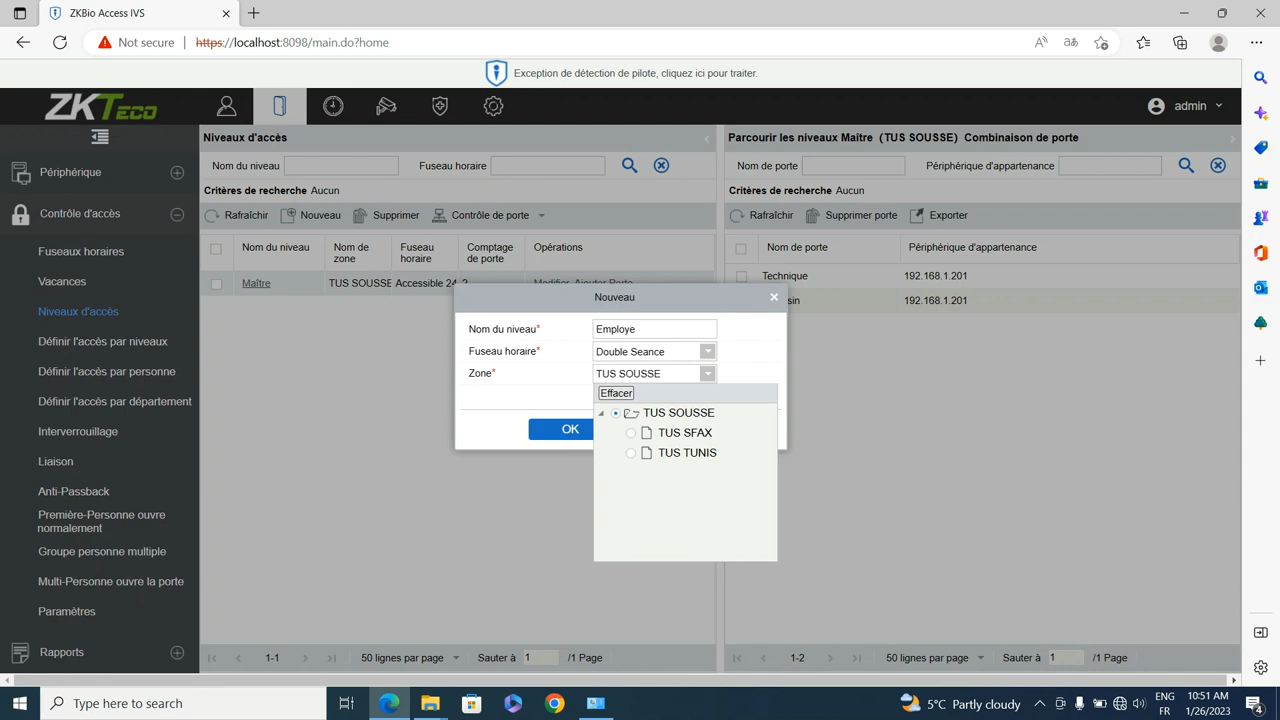 ZKBio Access IVS
Not secure https://localhost:8098/main.do?home
Exception de détection de pilote, cliquez ici pour traiter.
ZKTeco
admin
Périphérique
Contrôle d'accès
Fuseaux horaires
Vacances
Niveaux d'accès
Définir l'accès par niveaux
Définir l'accès par personne
Définir l'accès par département
Interverrouillage
Liaison
Anti-Passback
Première-Personne ouvre
normalement
Groupe personne multiple
Multi-Personne ouvre la porte
Paramètres
Rapports
Niveaux d'accès
Nom du niveau Fuseau horaire
Critères de recherche Aucun
Rafraîchir Nouveau Supprimer Contrôle de porte
Nom du niveau Nom de zone Fuseau horaire Comptage de porte Opérations
Maître TUS SOUSSE Accessible 24 2 Modifier Ajouter Porte
1-1 50 lignes par page Sauter à 1 /1 Page
Parcourir les niveaux Maître (TUS SOUSSE) Combinaison de porte
Nom de porte Périphérique d'appartenance
Critères de recherche Aucun
Rafraîchir Supprimer porte Exporter
Nom de porte Périphérique d'appartenance
Technique 192.168.1.201
192.168.1.201
1-2 50 lignes par page Sauter à 1 /1 Page
Nouveau
Nom du niveau* Employe
Fuseau horaire* Double Seance
Zone* TUS SOUSSE
Effacer
TUS SOUSSE
TUS SFAX
TUS TUNIS
OK
Type here to search
5°C Partly cloudy
ENG
FR
10:51 AM
1/26/2023
4